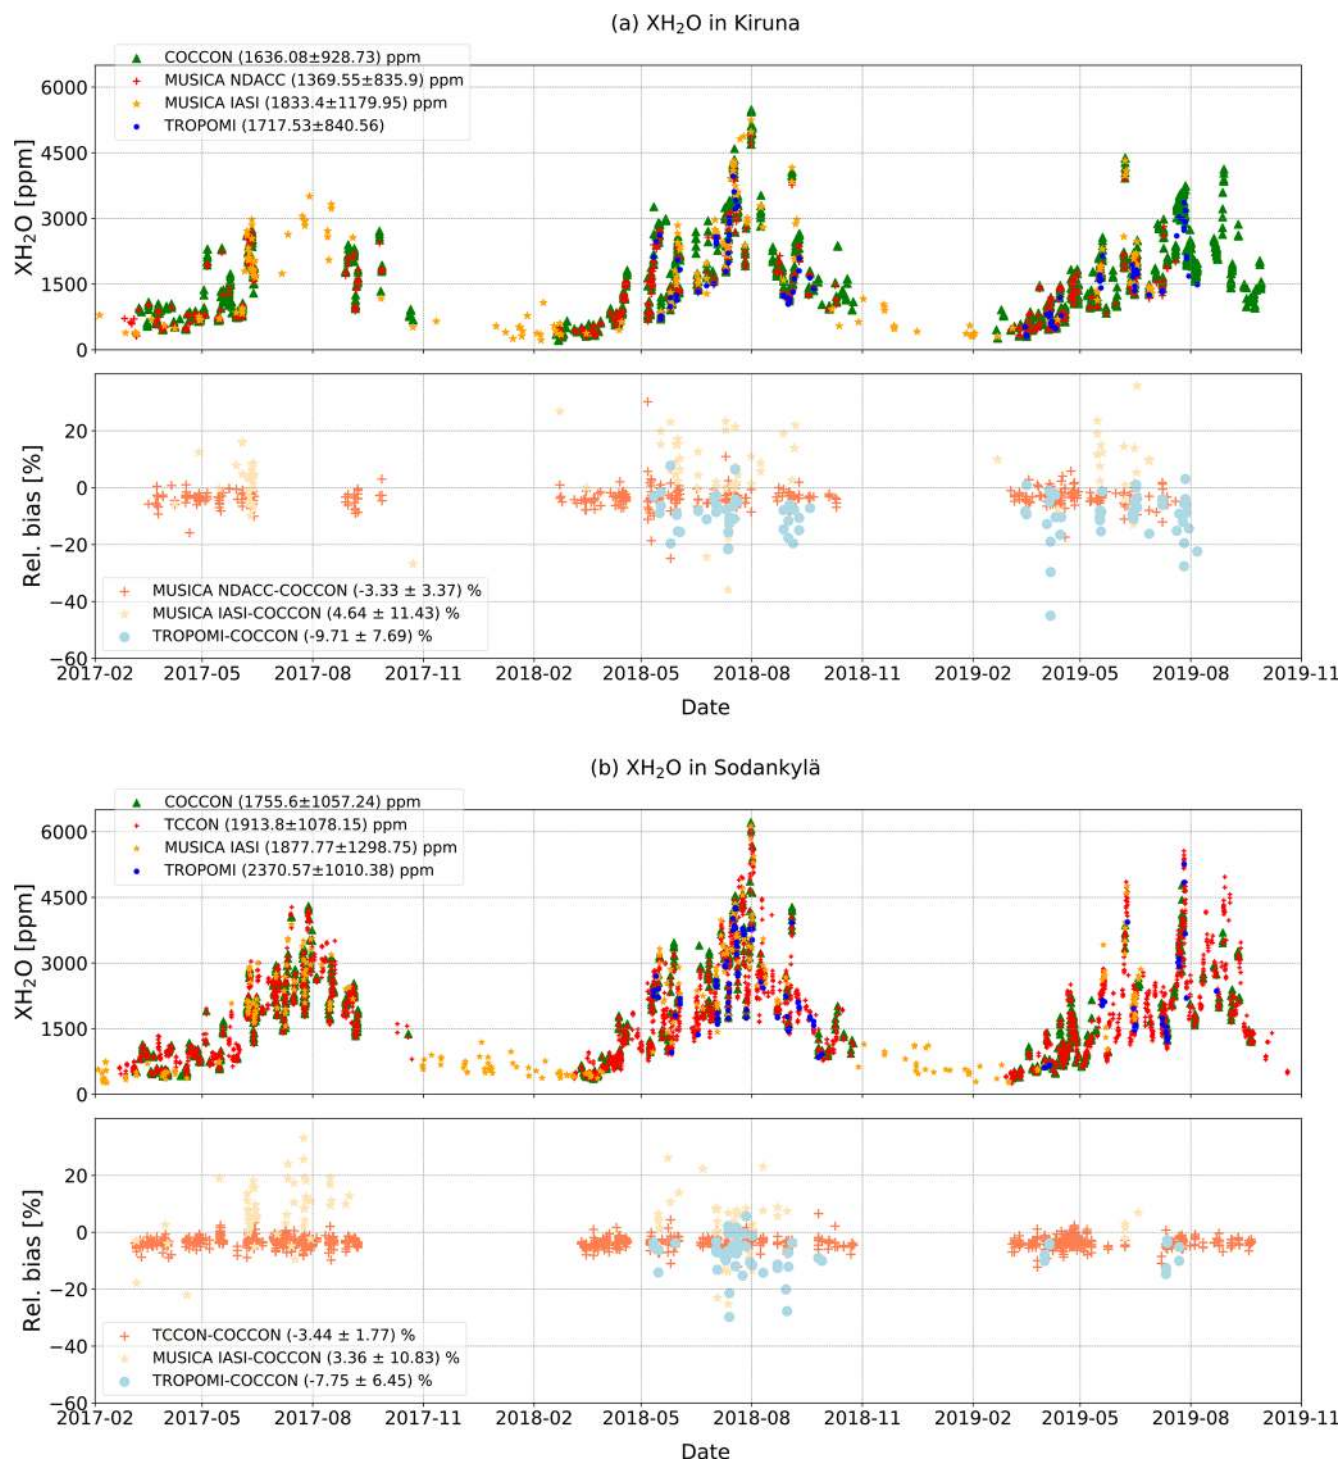 (a) XH₂O in Kiruna
COCCON (1636.08±928.73) ppm
MUSICA NDACC (1369.55±835.9) ppm
MUSICA IASI (1833.4±1179.95) ppm
TROPOMI (1717.53±840.56)
6000
4500
3000
1500
0
XH₂O [ppm]
20
0
−20
−40
−60
Rel. bias [%]
MUSICA NDACC-COCCON (-3.33 ± 3.37) %
MUSICA IASI-COCCON (4.64 ± 11.43) %
TROPOMI-COCCON (-9.71 ± 7.69) %
2017-02 2017-05 2017-08 2017-11 2018-02 2018-05 2018-08 2018-11 2019-02 2019-05 2019-08 2019-11
Date
(b) XH₂O in Sodankylä
COCCON (1755.6±1057.24) ppm
TCCON (1913.8±1078.15) ppm
MUSICA IASI (1877.77±1298.75) ppm
TROPOMI (2370.57±1010.38) ppm
6000
4500
3000
1500
0
XH₂O [ppm]
20
0
−20
−40
−60
Rel. bias [%]
TCCON-COCCON (-3.44 ± 1.77) %
MUSICA IASI-COCCON (3.36 ± 10.83) %
TROPOMI-COCCON (-7.75 ± 6.45) %
2017-02 2017-05 2017-08 2017-11 2018-02 2018-05 2018-08 2018-11 2019-02 2019-05 2019-08 2019-11
Date